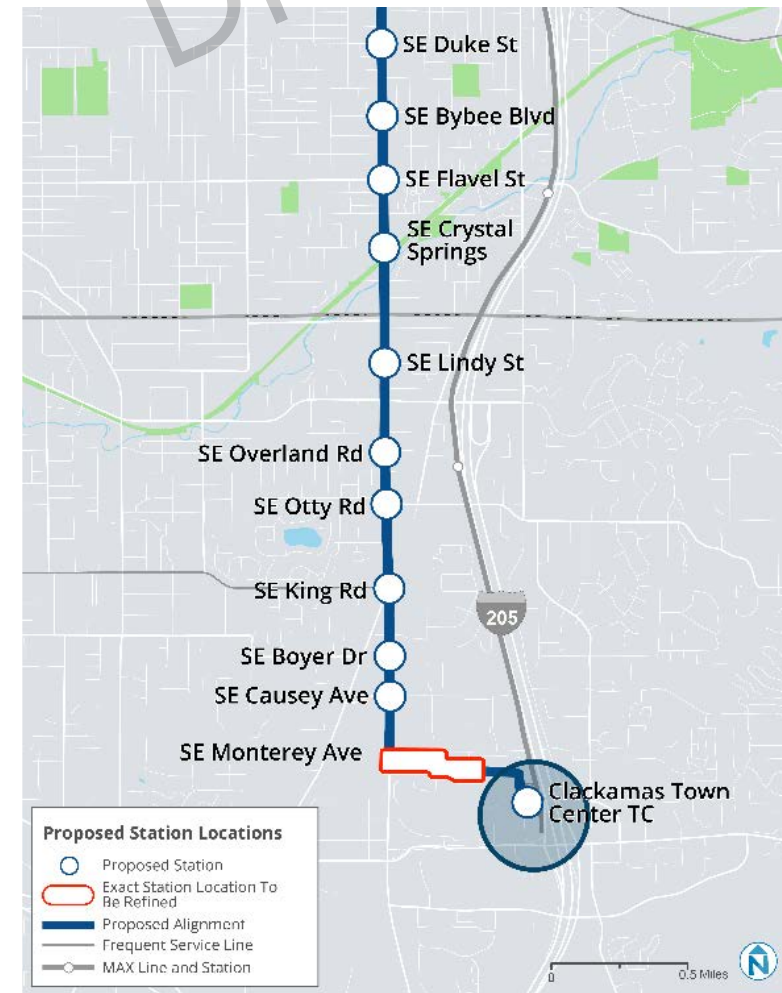 SE Duke St
SE Bybee Blvd
SE Flavel St
SE Crystal
Springs
SE Lindy St
SE Overland Rd
SE Otty Rd
SE King Rd
205
SE Boyer Dr
SE Causey Ave
SE Monterey Ave
Clackamas Town
Center TC
Proposed Station Locations
Proposed Station
Exact Station Location To
Be Refined
Proposed Alignment
Frequent Service Line
MAX Line and Station
0
0.5 Miles
N